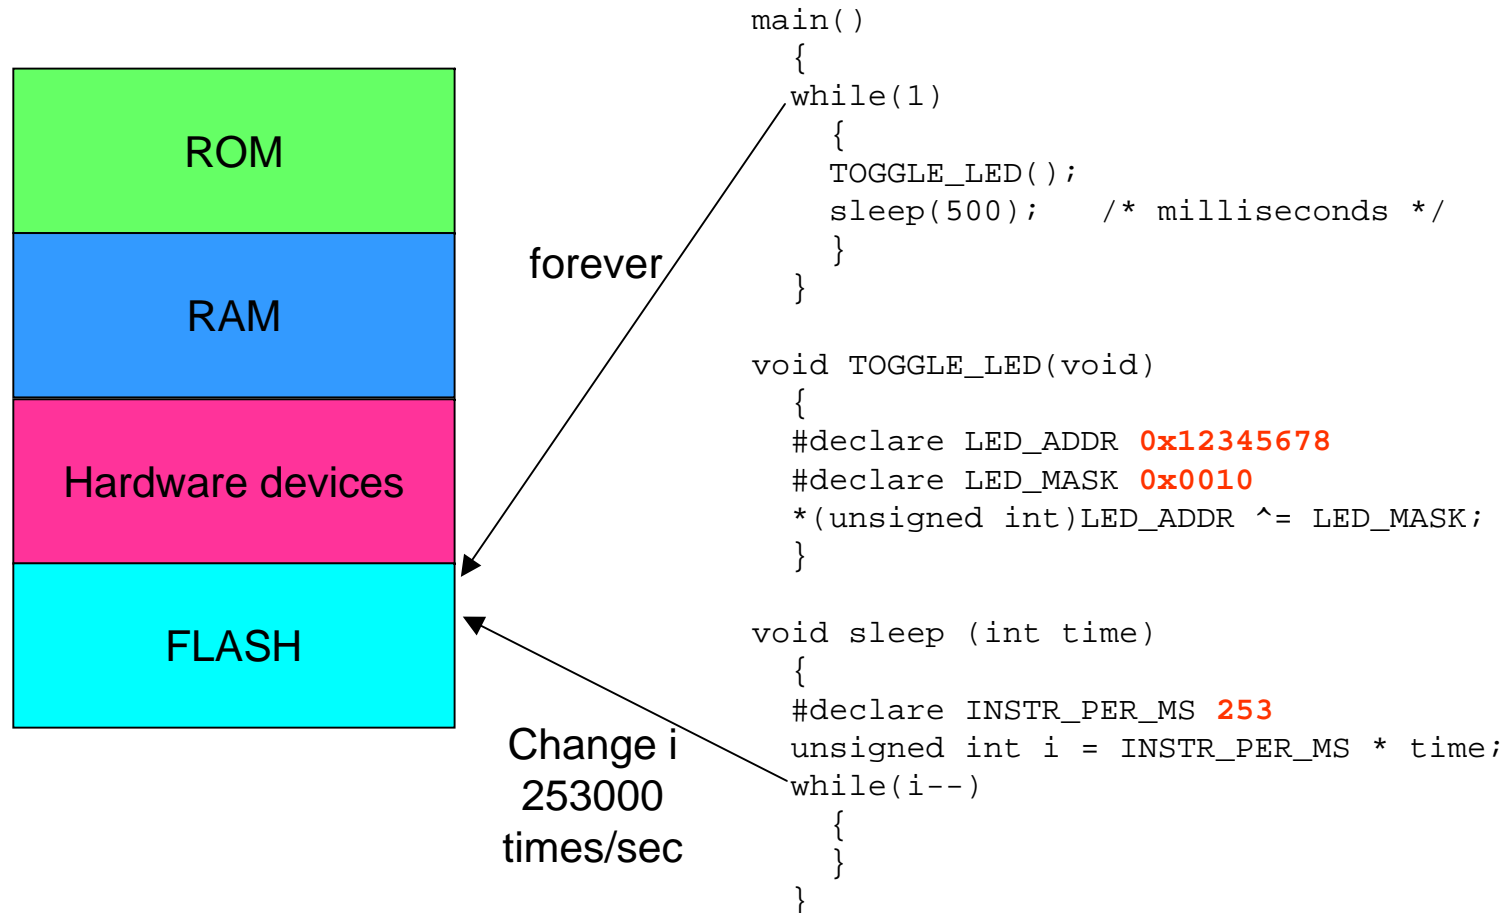 ROM
RAM
Hardware devices
FLASH
forever
Change i
253000
times/sec
main()
{
while(1)
{
TOGGLE_LED();
sleep(500);   /* milliseconds */
}
}
void TOGGLE_LED(void)
{
#declare LED_ADDR 0x12345678
#declare LED_MASK 0x0010
*(unsigned int)LED_ADDR ^= LED_MASK;
}
void sleep (int time)
{
#declare INSTR_PER_MS 253
unsigned int i = INSTR_PER_MS * time;
while(i--)
{
}
}